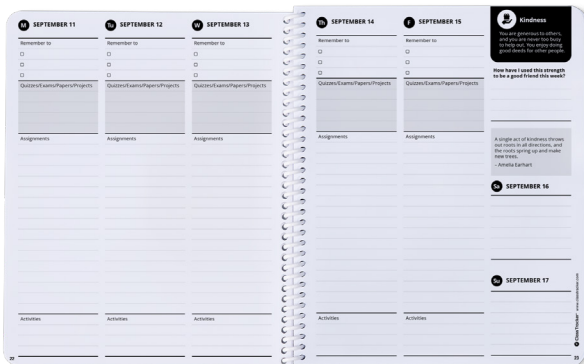 M SEPTEMBER 11
Remember to
Quizzes/Exams/Papers/Projects
Assignments
Activities
Tu SEPTEMBER 12
Remember to
Quizzes/Exams/Papers/Projects
Assignments
Activities
W SEPTEMBER 13
Remember to
Quizzes/Exams/Papers/Projects
Assignments
Activities
22
Th SEPTEMBER 14
Remember to
Quizzes/Exams/Papers/Projects
Assignments
Activities
F SEPTEMBER 15
Remember to
Quizzes/Exams/Papers/Projects
Assignments
Activities
Kindness
You are generous to others,
and you are never too busy
to help out. You enjoy doing
good deeds for other people.
How have I used this strength
to be a good friend this week?
A single act of kindness throws
out roots in all directions, and
the roots spring up and make
new trees.
– Amelia Earhart
Sa SEPTEMBER 16
Su SEPTEMBER 17
23